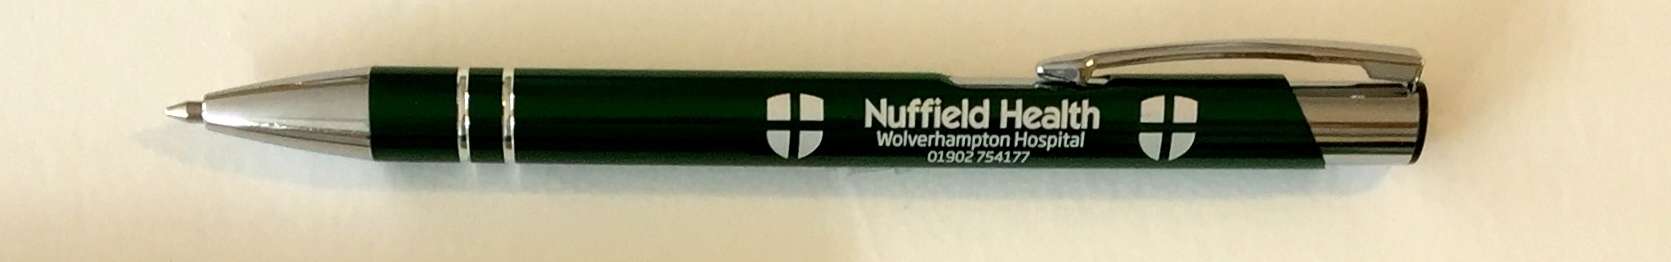 Nuffield Health
Wolverhampton Hospital
01902 754177